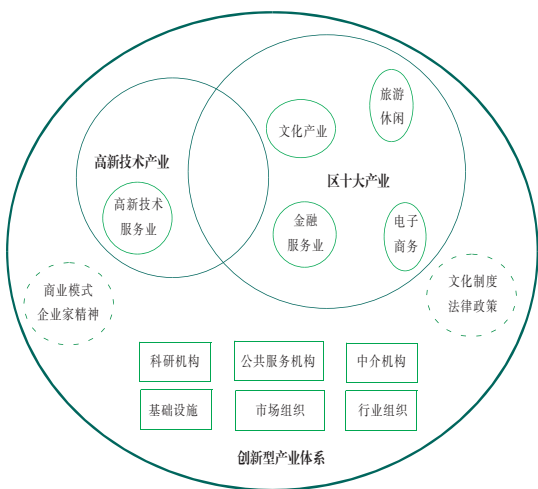 旅游
休闲
文化产业
高新技术产业
区十大产业
高新技术
服务业
金融
服务业
电子
商务
商业模式
企业家精神
文化制度
法律政策
科研机构
公共服务机构
中介机构
基础设施
市场组织
行业组织
创新型产业体系